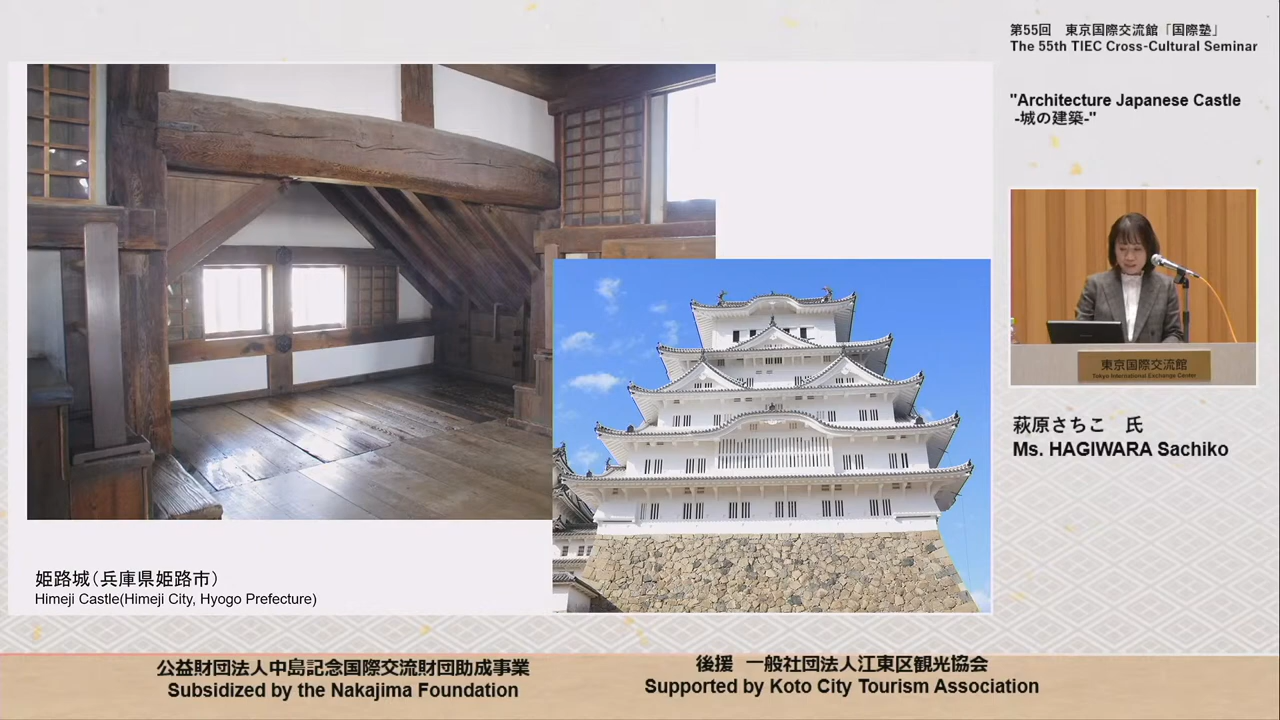 第55回　東京国際交流館「国際塾」
The 55th TIEC Cross-Cultural Seminar
"Architecture Japanese Castle
-城の建築-"
東京国際交流館
Tokyo International Exchange Center
萩原さちこ　氏
Ms. HAGIWARA Sachiko
姫路城（兵庫県姫路市）
Himeji Castle(Himeji City, Hyogo Prefecture)
公益財団法人中島記念国際交流財団助成事業
Subsidized by the Nakajima Foundation
後援　一般社団法人江東区観光協会
Supported by Koto City Tourism Association